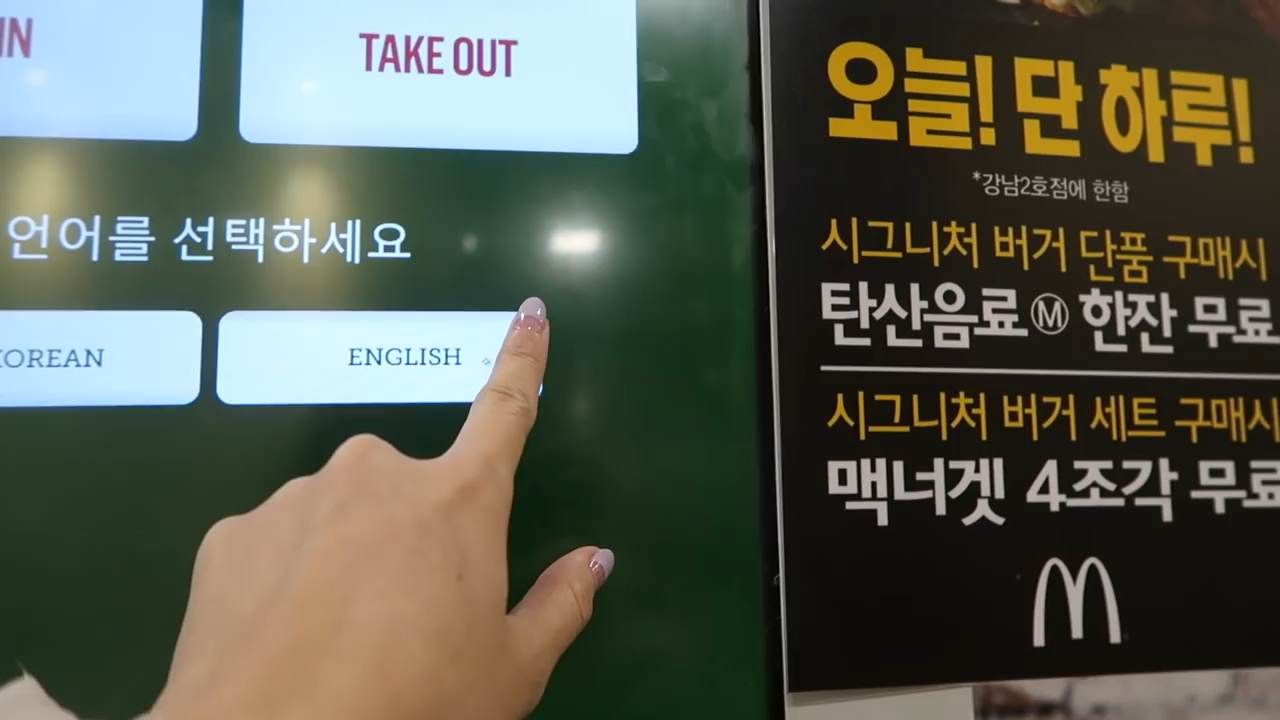 IN
TAKE OUT
언어를 선택하세요
KOREAN
ENGLISH
오늘! 단 하루!
*강남2호점에 한함
시그니처 버거 단품 구매시
탄산음료Ⓜ 한잔 무료
시그니처 버거 세트 구매시
맥너겟 4조각 무료